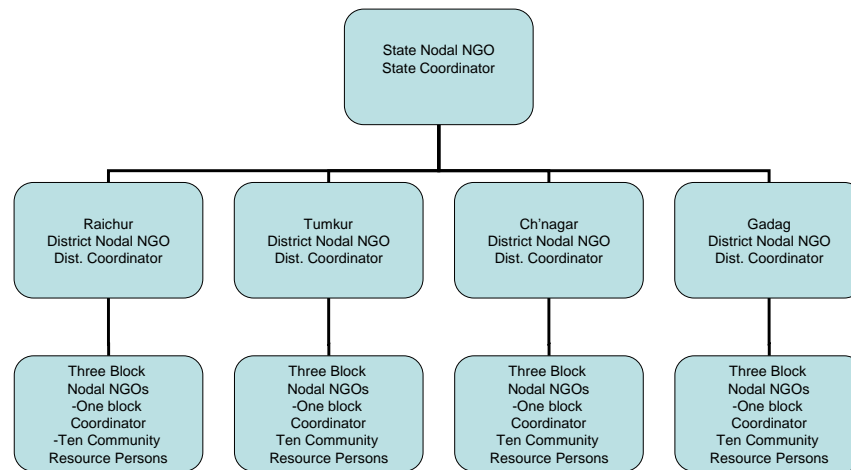 State Nodal NGO
State Coordinator
Raichur
District Nodal NGO
Dist. Coordinator
Tumkur
District Nodal NGO
Dist. Coordinator
Ch'nagar
District Nodal NGO
Dist. Coordinator
Gadag
District Nodal NGO
Dist. Coordinator
Three Block
Nodal NGOs
-One block
Coordinator
-Ten Community
Resource Persons
Three Block
Nodal NGOs
-One block
Coordinator
Ten Community
Resource Persons
Three Block
Nodal NGOs
-One block
Coordinator
Ten Community
Resource Persons
Three Block
Nodal NGOs
-One block
Coordinator
Ten Community
Resource Persons